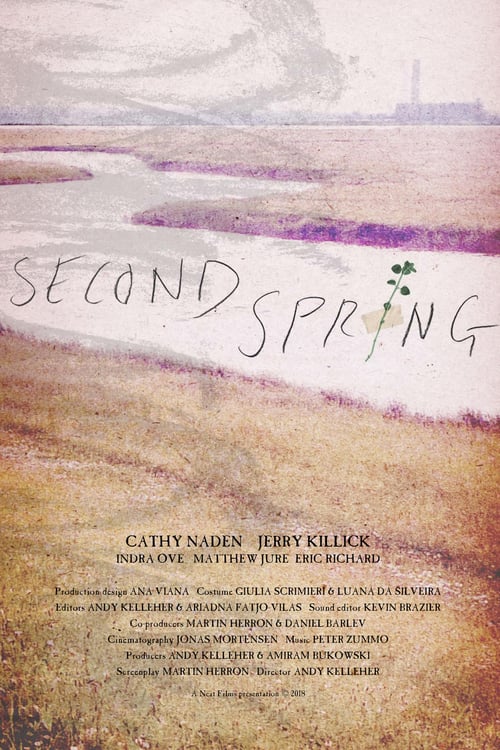 SECOND
SPRING
CATHY NADEN JERRY KILLICK
INDRA OVE MATTHEW JURE ERIC RICHARD
Production design ANA VIANA Costume GIULIA SCRIMIERI & LUANA DA SILVEIRA
Editors ANDY KELLEHER & ARIADNA FATJO-VILAS Sound editor KEVIN BRAZIER
Co producers MARTIN HERRON & DANIEL BARLEV
Cinematography JONAS MORTENSEN Music PETER ZUMMO
Producers ANDY KELLEHER & AMIRAM BUKOWSKI
Screenplay MARTIN HERRON Director ANDY KELLEHER
A Neat Films presentation © 2018